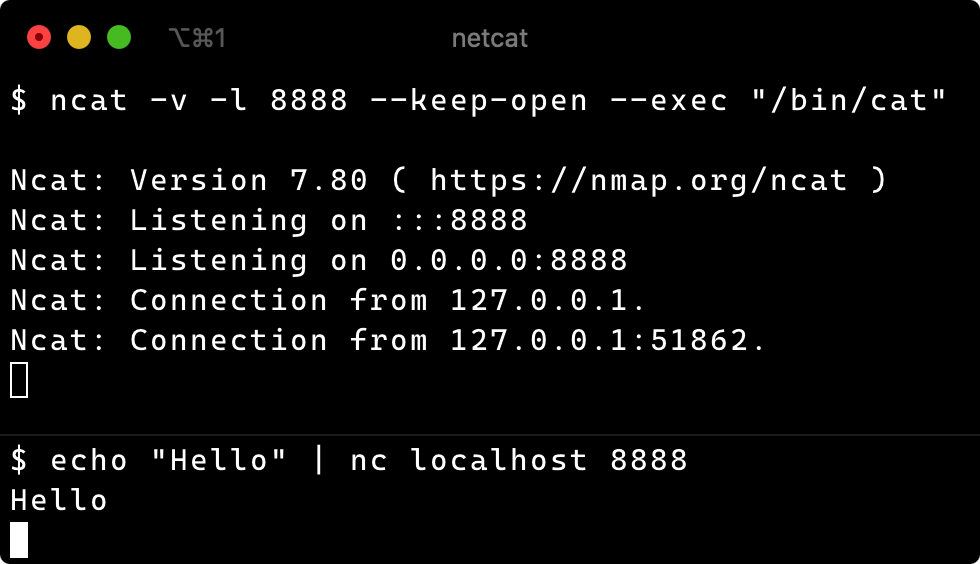 ⌥⌘1 netcat
$ ncat -v -l 8888 --keep-open --exec "/bin/cat"
Ncat: Version 7.80 ( https://nmap.org/ncat )
Ncat: Listening on :::8888
Ncat: Listening on 0.0.0.0:8888
Ncat: Connection from 127.0.0.1.
Ncat: Connection from 127.0.0.1:51862.
$ echo "Hello" | nc localhost 8888
Hello